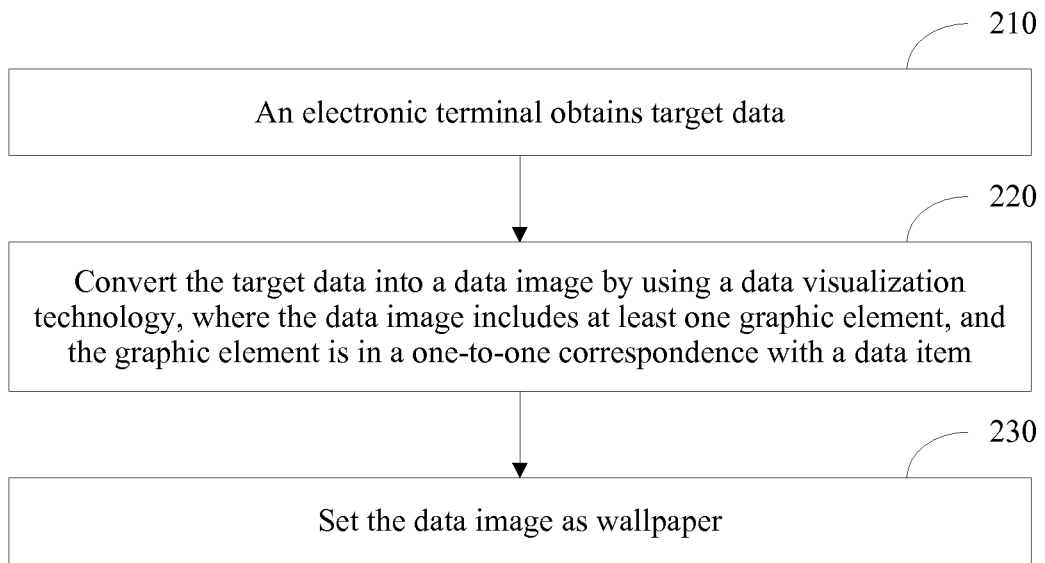 210
An electronic terminal obtains target data
220
Convert the target data into a data image by using a data visualization
technology, where the data image includes at least one graphic element, and
the graphic element is in a one-to-one correspondence with a data item
230
Set the data image as wallpaper